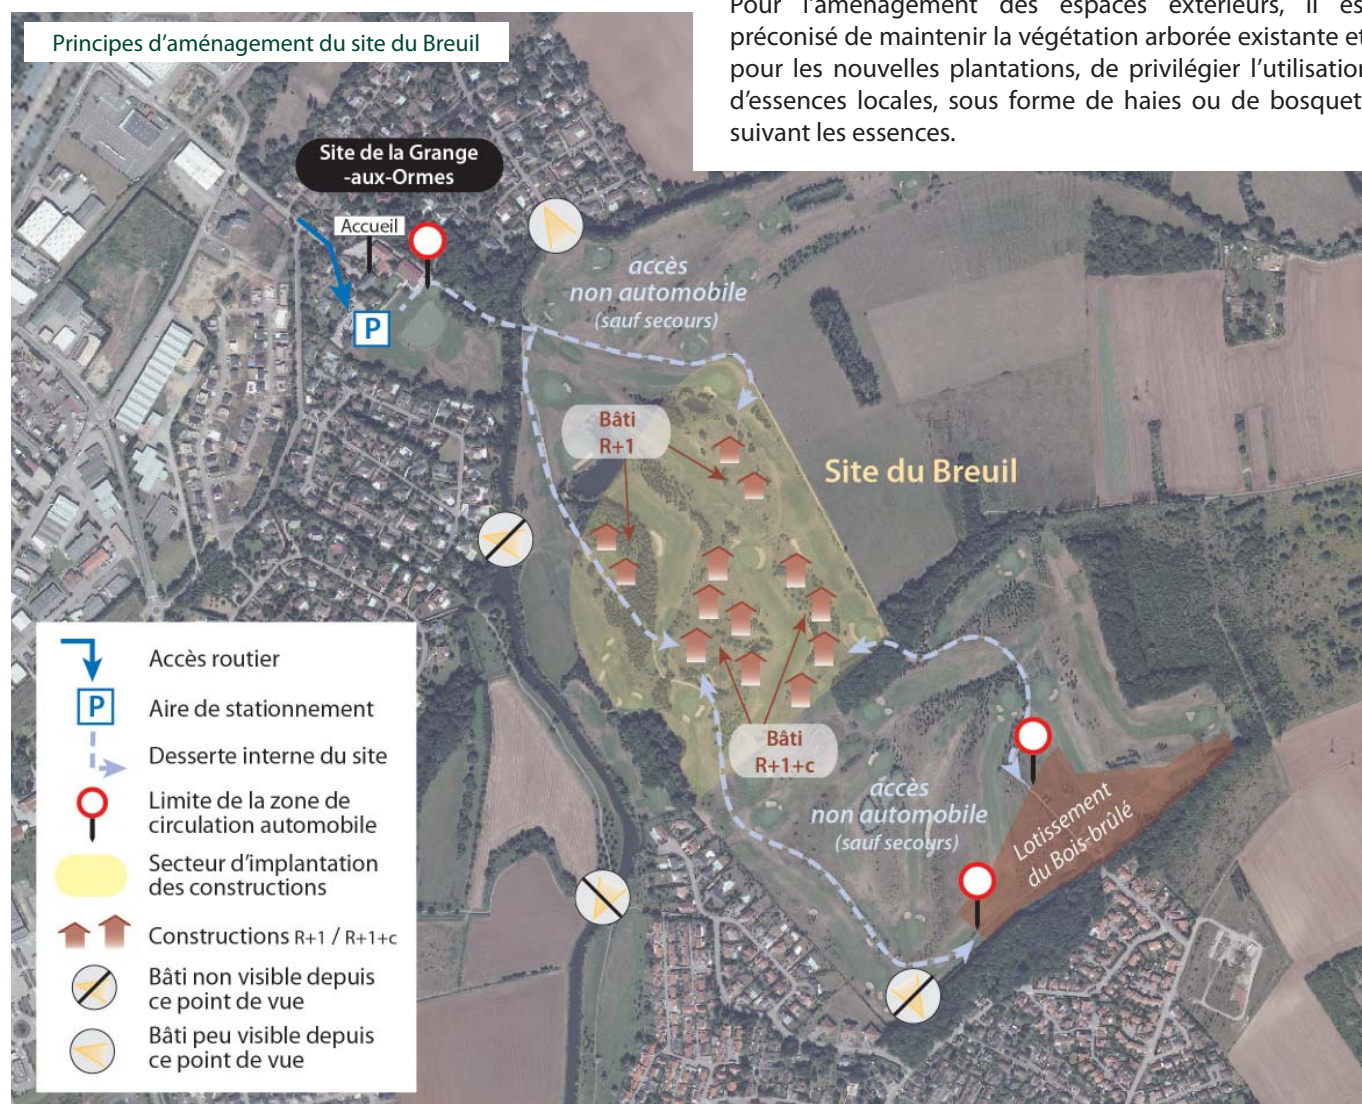 Pour l'aménagement des espaces extérieurs, il es
préconisé de maintenir la végétation arborée existante et
pour les nouvelles plantations, de privilégier l'utilisation
d'essences locales, sous forme de haies ou de bosquet
suivant les essences.
Principes d'aménagement du site du Breuil
Site de la Grange
-aux-Ormes
Accueil
P
accès
non automobile
(sauf secours)
Bâti
R+1
Site du Breuil
Bâti
R+1+c
accès
non automobile
(sauf secours)
Lotissement
du Bois-brûlé
Accès routier
P
Aire de stationnement
Desserte interne du site
Limite de la zone de
circulation automobile
Secteur d'implantation
des constructions
Constructions R+1 / R+1+c
Bâti non visible depuis
ce point de vue
Bâti peu visible depuis
ce point de vue